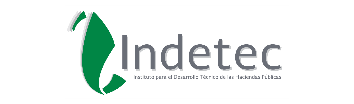 Indetec
Instituto para el Desarrollo Técnico de las Haciendas Públicas